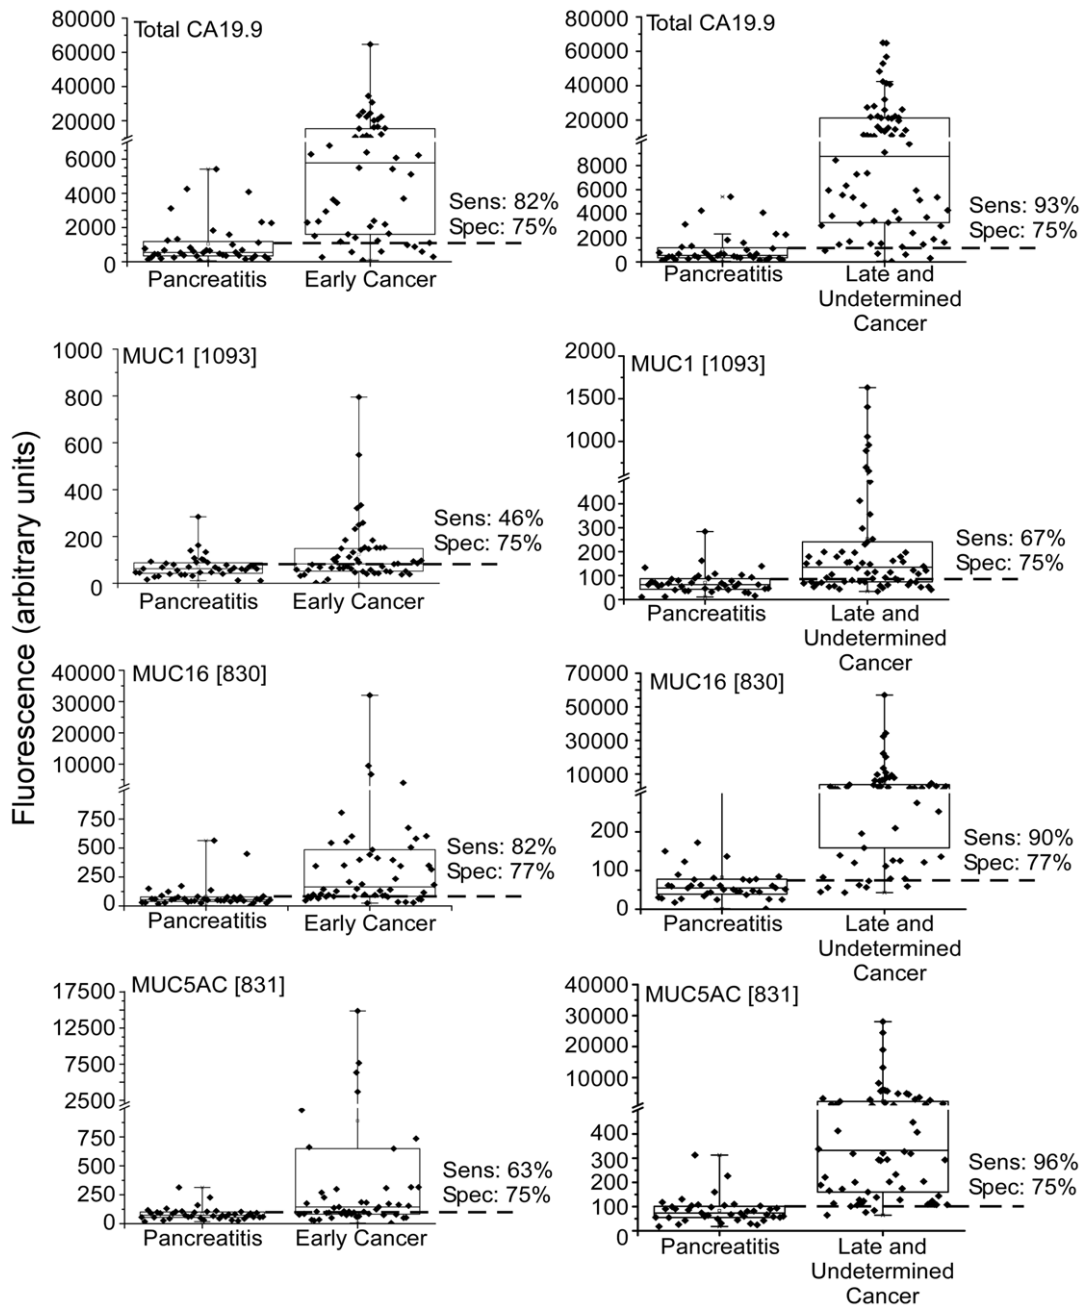 Fluorescence (arbitrary units)
Total CA19.9
80000
60000
40000
20000
6000
4000
2000
0
Sens: 82%
Spec: 75%
Pancreatitis
Early Cancer
Total CA19.9
80000
60000
40000
20000
8000
6000
4000
2000
0
Sens: 93%
Spec: 75%
Pancreatitis
Late and
Undetermined
Cancer
MUC1 [1093]
1000
800
600
400
200
0
Sens: 46%
Spec: 75%
Pancreatitis
Early Cancer
MUC1 [1093]
2000
1500
1000
400
300
200
100
0
Sens: 67%
Spec: 75%
Pancreatitis
Late and
Undetermined
Cancer
MUC16 [830]
40000
30000
20000
10000
750
500
250
0
Sens: 82%
Spec: 77%
Pancreatitis
Early Cancer
MUC16 [830]
70000
50000
30000
10000
200
100
0
Sens: 90%
Spec: 77%
Pancreatitis
Late and
Undetermined
Cancer
MUC5AC [831]
17500
12500
7500
2500
750
500
250
0
Sens: 63%
Spec: 75%
Pancreatitis
Early Cancer
MUC5AC [831]
40000
30000
20000
10000
400
300
200
100
0
Sens: 96%
Spec: 75%
Pancreatitis
Late and
Undetermined
Cancer